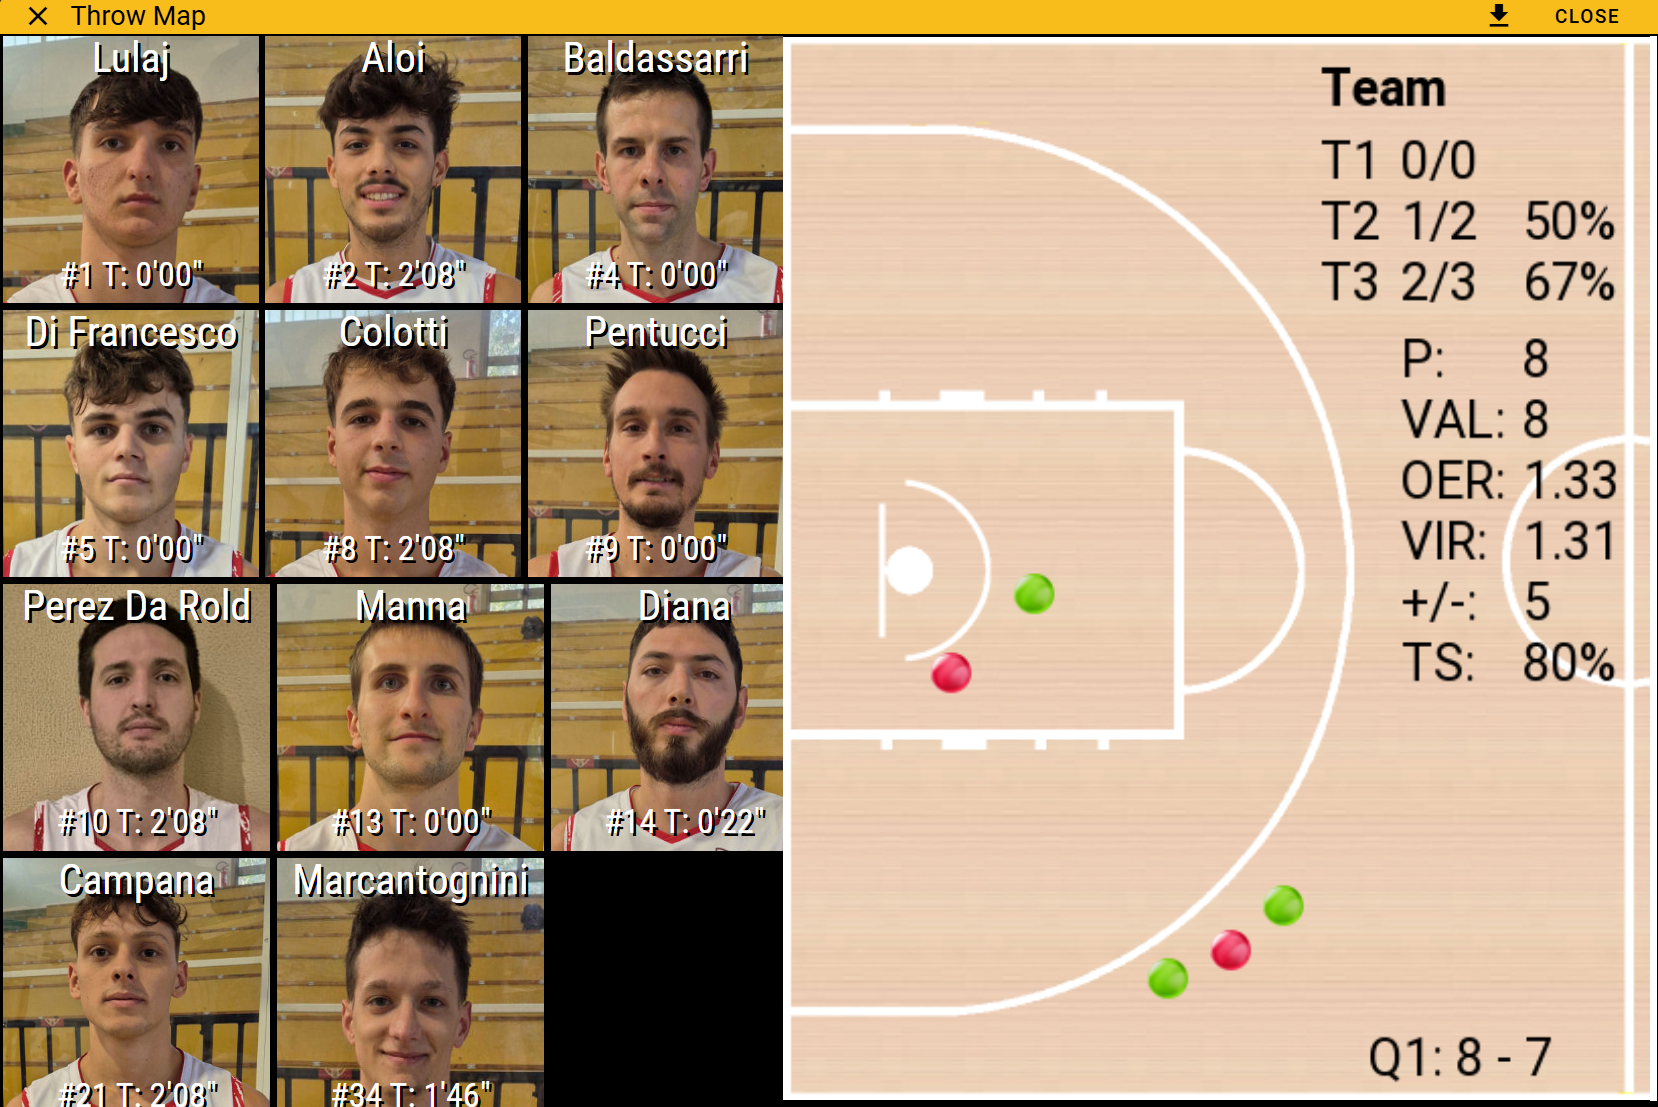 Throw Map
CLOSE
Lulaj
#1 T: 0'00"
Aloi
#2 T: 2'08"
Baldassarri
#4 T: 0'00"
Di Francesco
#5 T: 0'00"
Colotti
#8 T: 2'08"
Pentucci
#9 T: 0'00"
Perez Da Rold
#10 T: 2'08"
Manna
#13 T: 0'00"
Diana
#14 T: 0'22"
Campana
#21 T: 2'08"
Marcantognini
#34 T: 1'46"
Team
T1 0/0
T2 1/2 50%
T3 2/3 67%
P: 8
VAL: 8
OER: 1.33
VIR: 1.31
+/-: 5
TS: 80%
Q1: 8 - 7